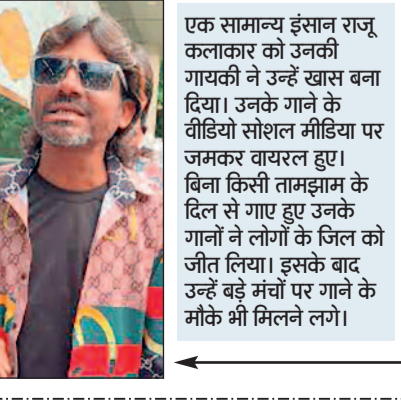 एक सामान्य इंसान राजू
कलाकार को उनकी
गायकी ने उन्हें खास बना
दिया। उनके गाने के
वीडियो सोशल मीडिया पर
जमकर वायरल हुए।
बिना किसी तामझाम के
दिल से गाए हुए उनके
गानों ने लोगों के जिल को
जीत लिया। इसके बाद
उन्हें बड़े मंचों पर गाने के
मौके भी मिलने लगे।